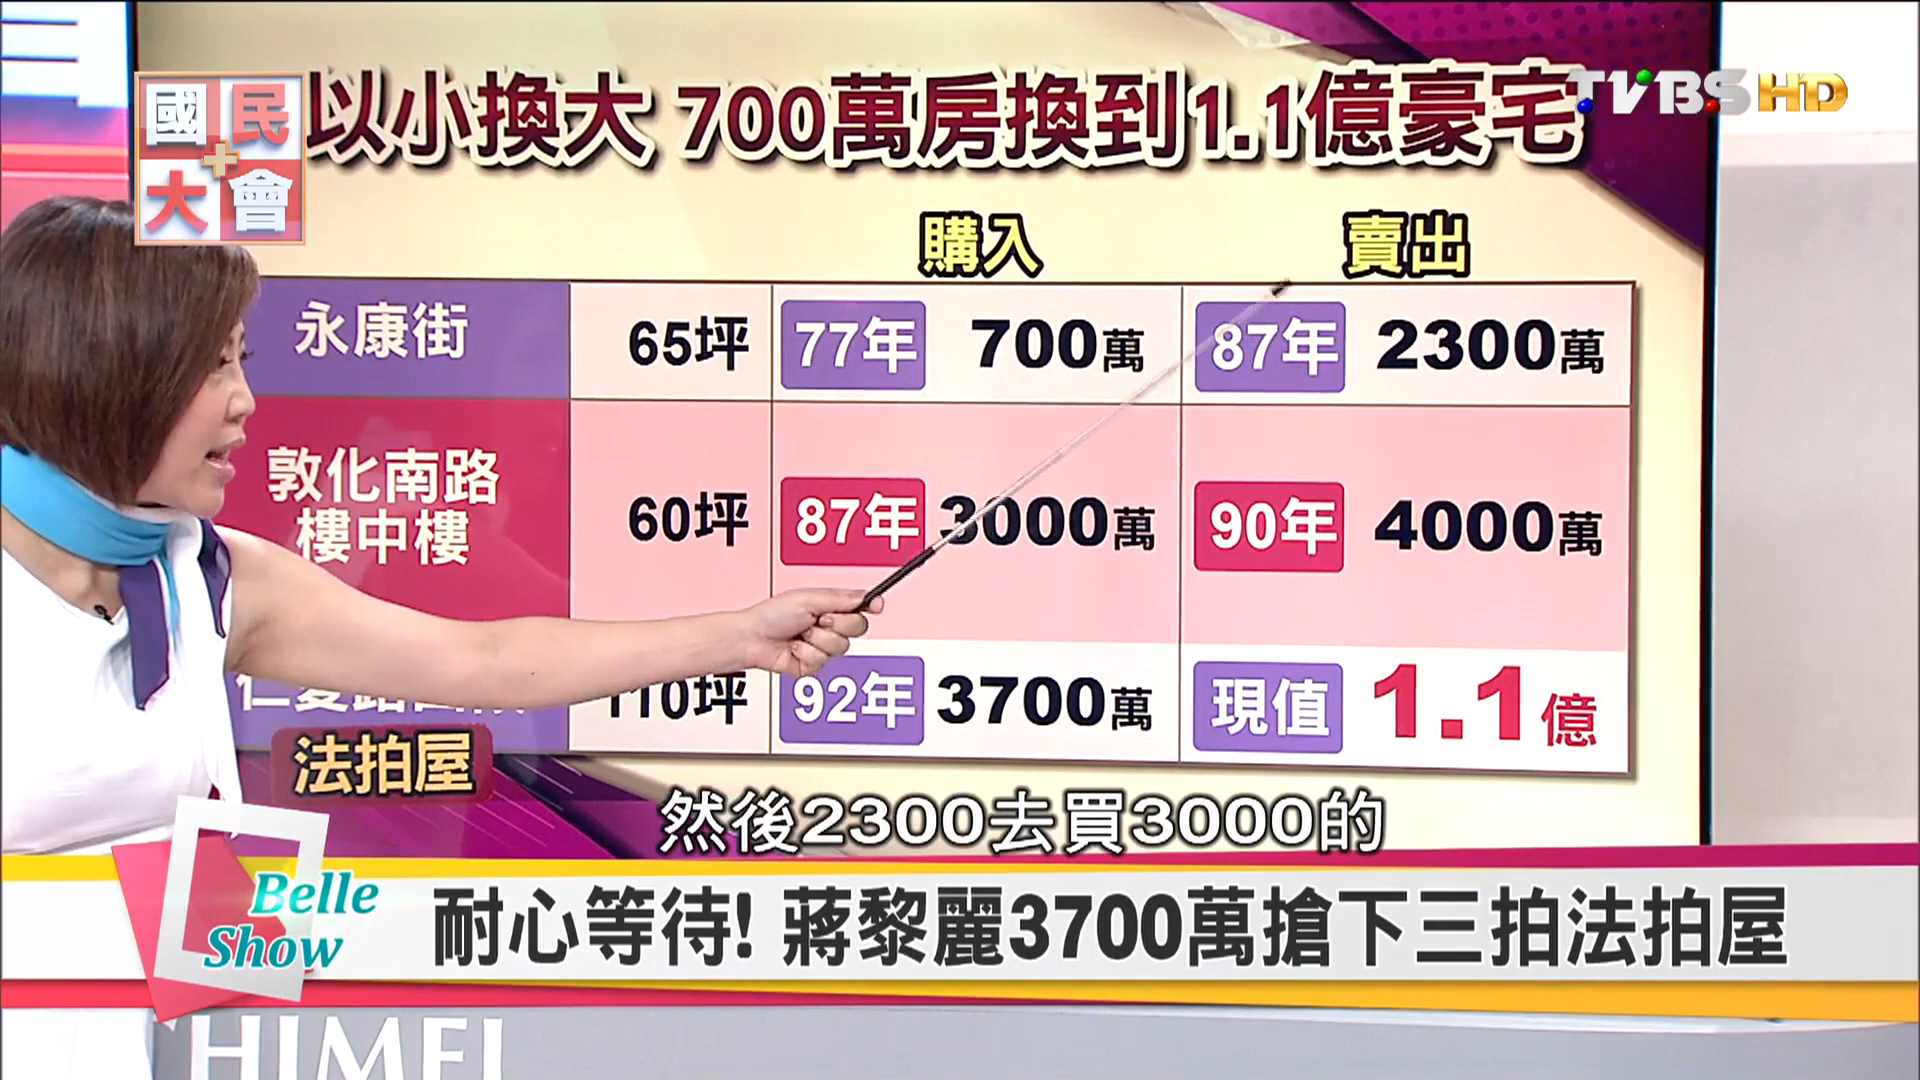 國民
大會
以小換大 700萬房換到1.1億豪宅
TVBS HD
購入 賣出
永康街 65坪 77年 700萬 87年 2300萬
敦化南路
樓中樓 60坪 87年 3000萬 90年 4000萬
110坪 92年 3700萬 現值 1.1億
法拍屋
然後2300去買3000的
Belle
Show
耐心等待! 蔣黎麗3700萬搶下三拍法拍屋